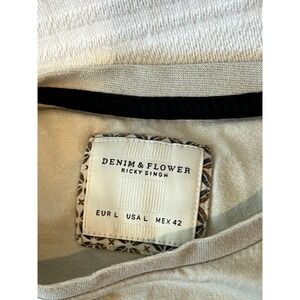 DENIM & FLOWER
RICKY SINGH
EUR L USA L MEX 42